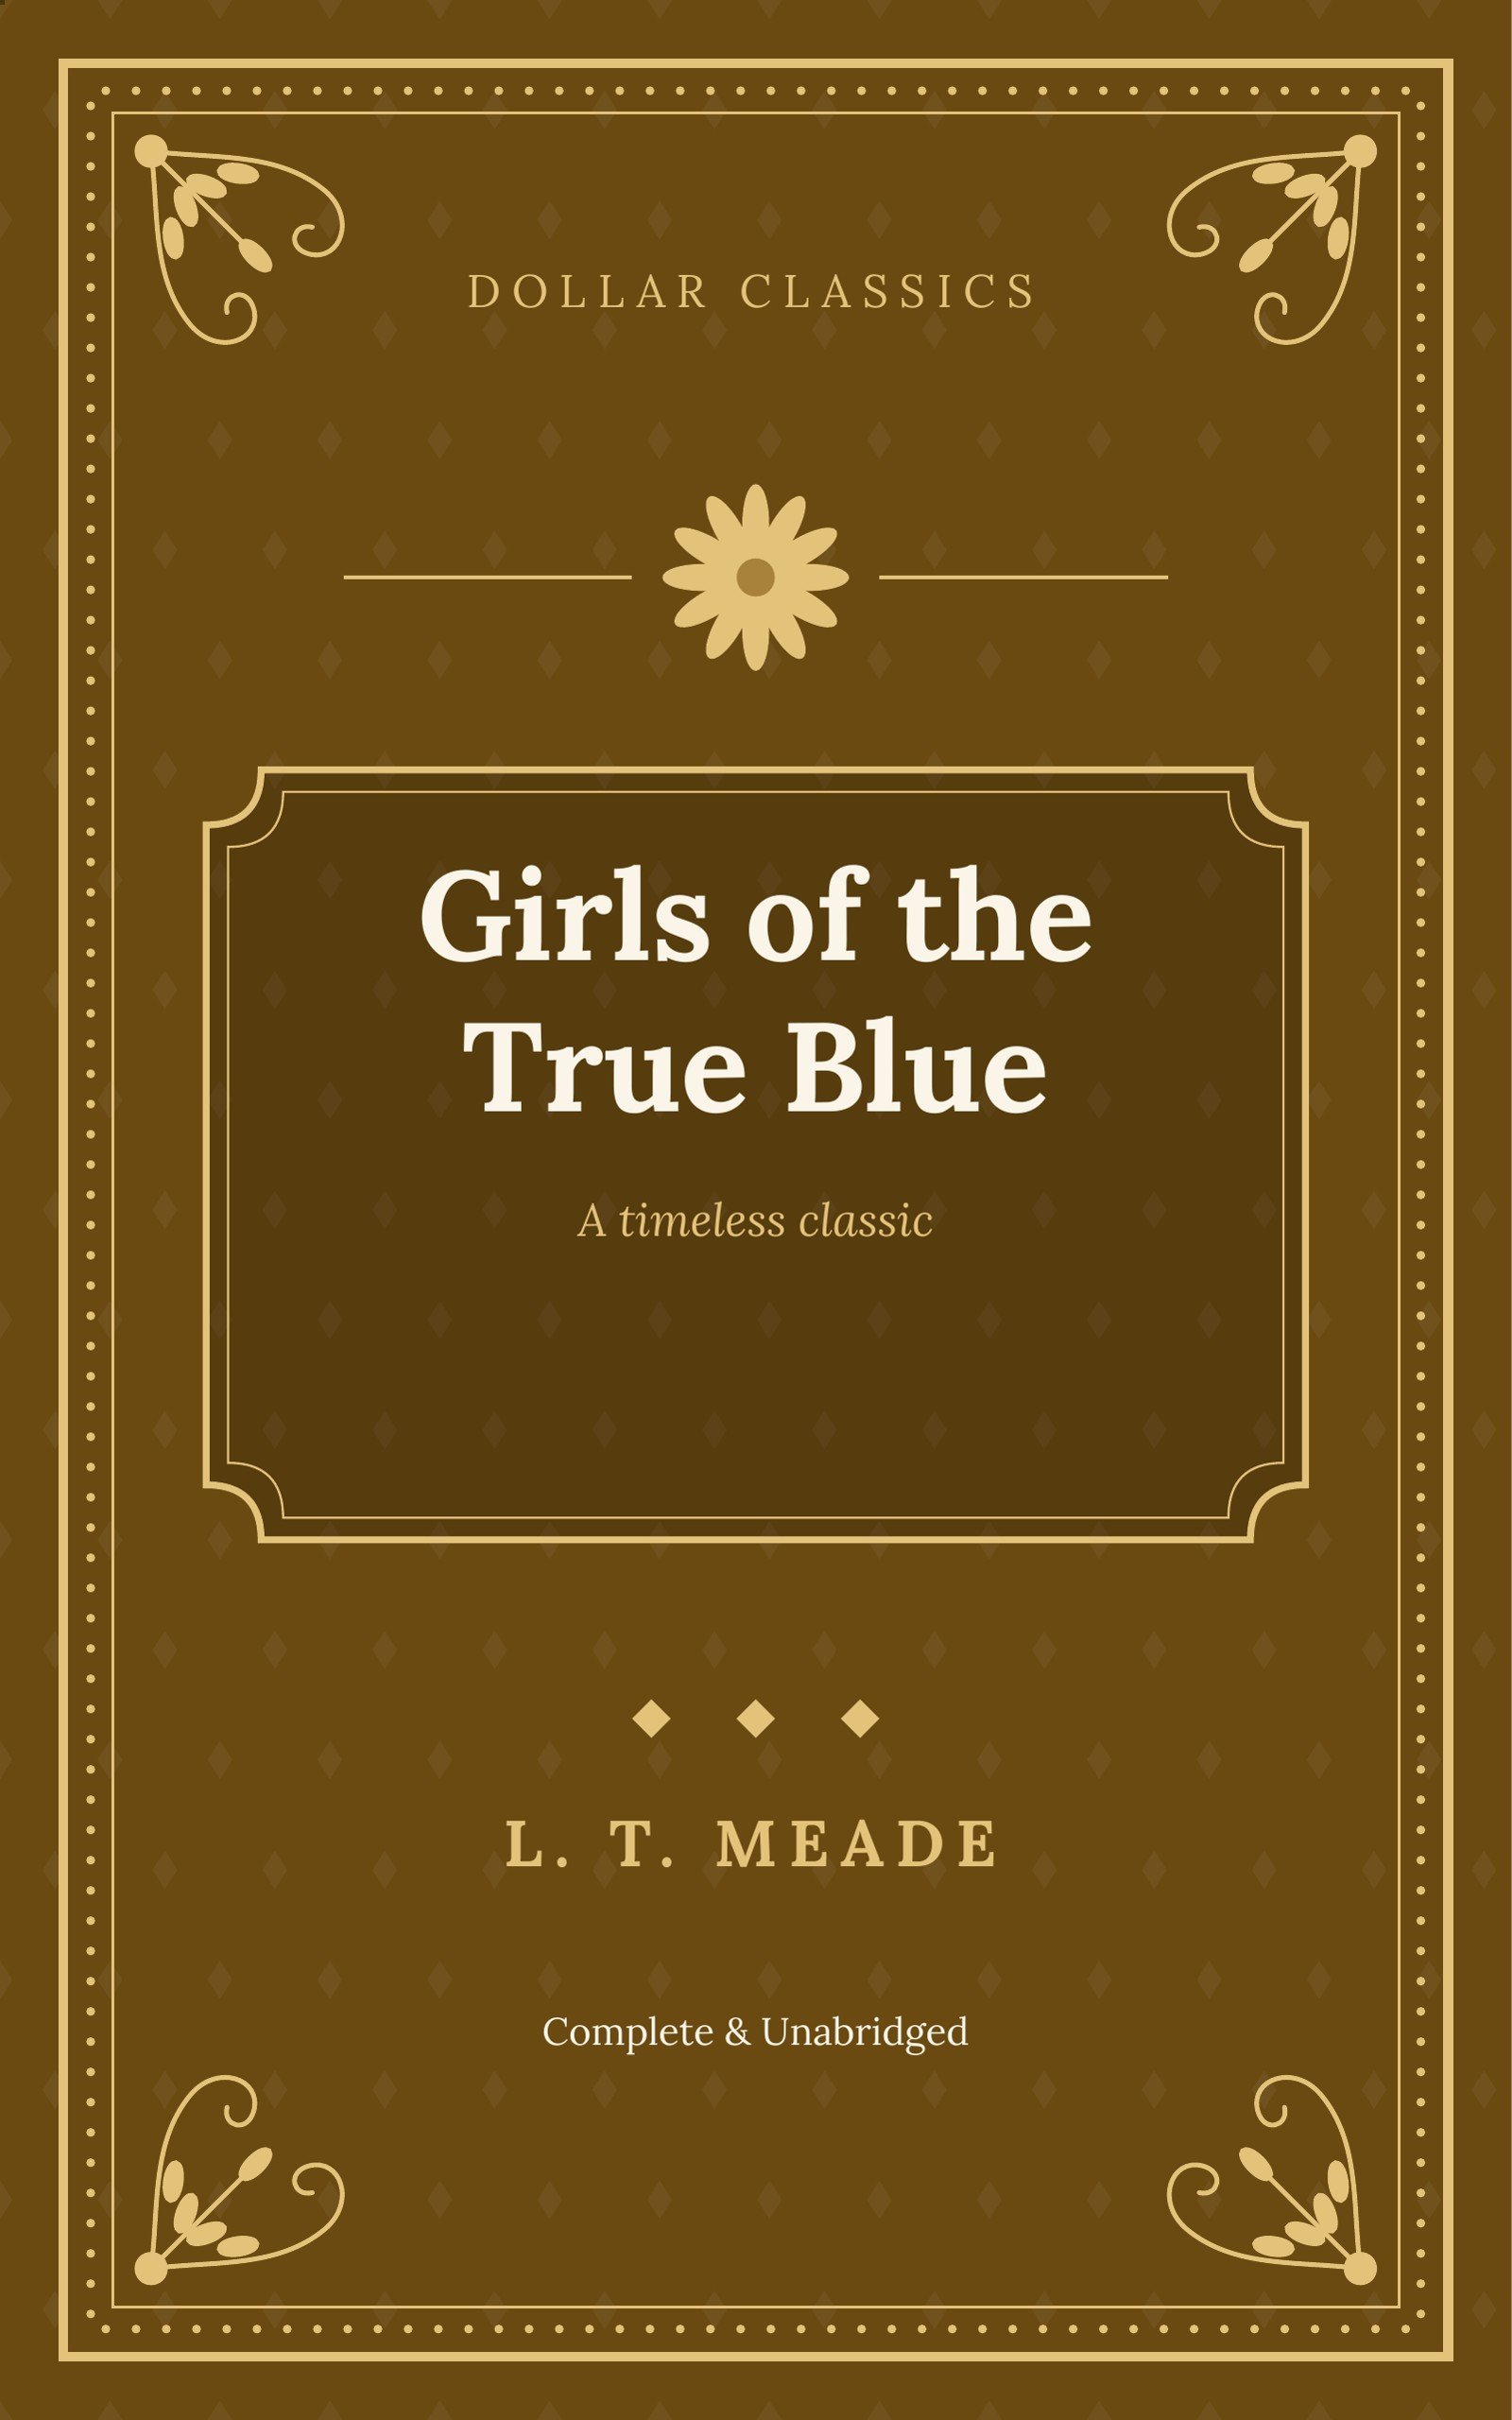 DOLLAR CLASSICS
Girls of the
True Blue
A timeless classic
L. T. MEADE
Complete & Unabridged